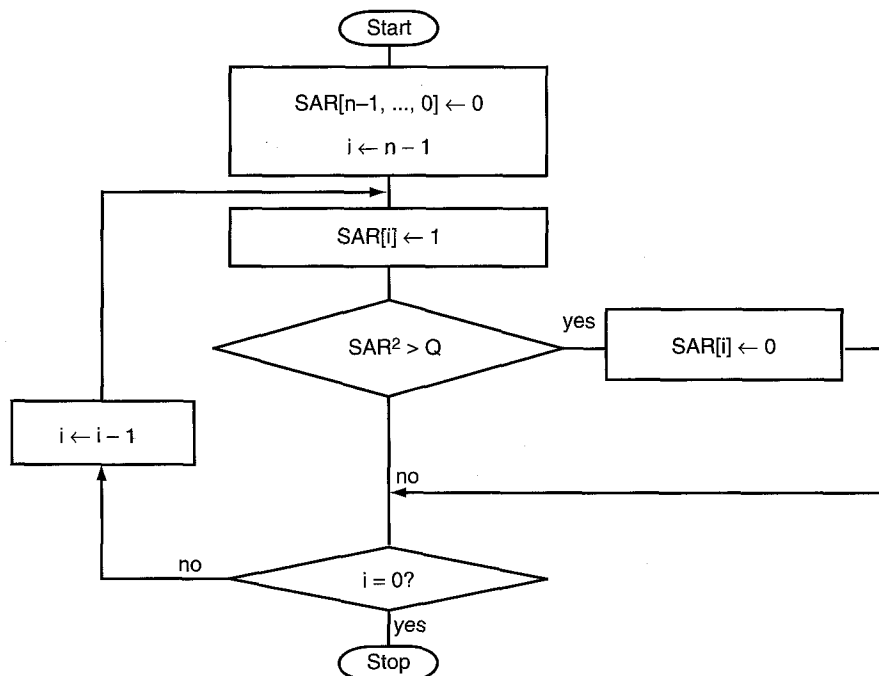 Start
SAR[n–1, ..., 0] ← 0
i ← n – 1
SAR[i] ← 1
SAR² > Q
yes
SAR[i] ← 0
i ← i – 1
no
no
i = 0?
yes
Stop